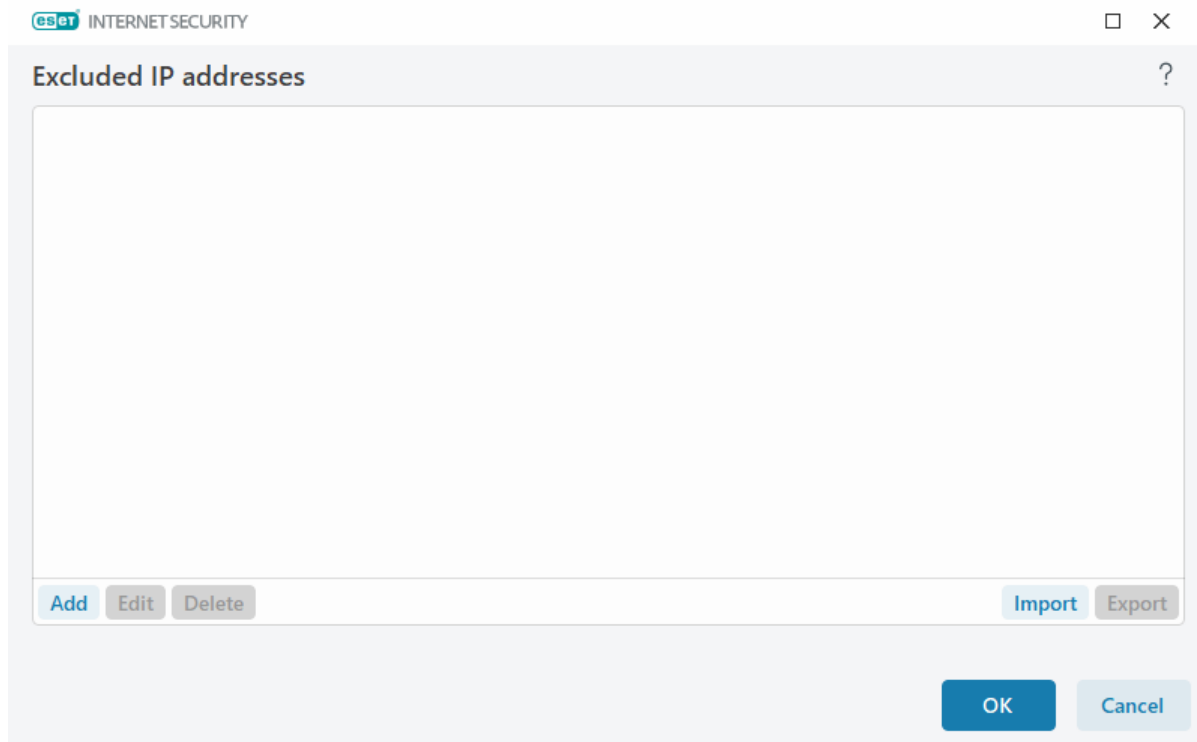 eset INTERNET SECURITY
Excluded IP addresses ?
Add Edit Delete Import Export
OK Cancel